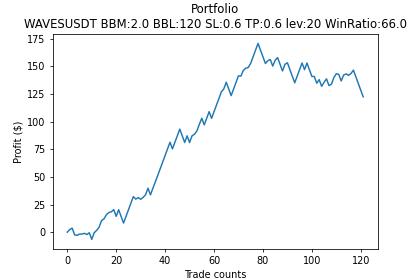 Portfolio
WAVESUSDT BBM:2.0 BBL:120 SL:0.6 TP:0.6 lev:20 WinRatio:66.0
175
150
125
100
75
50
25
0
Profit ($)
0 20 40 60 80 100 120
Trade counts